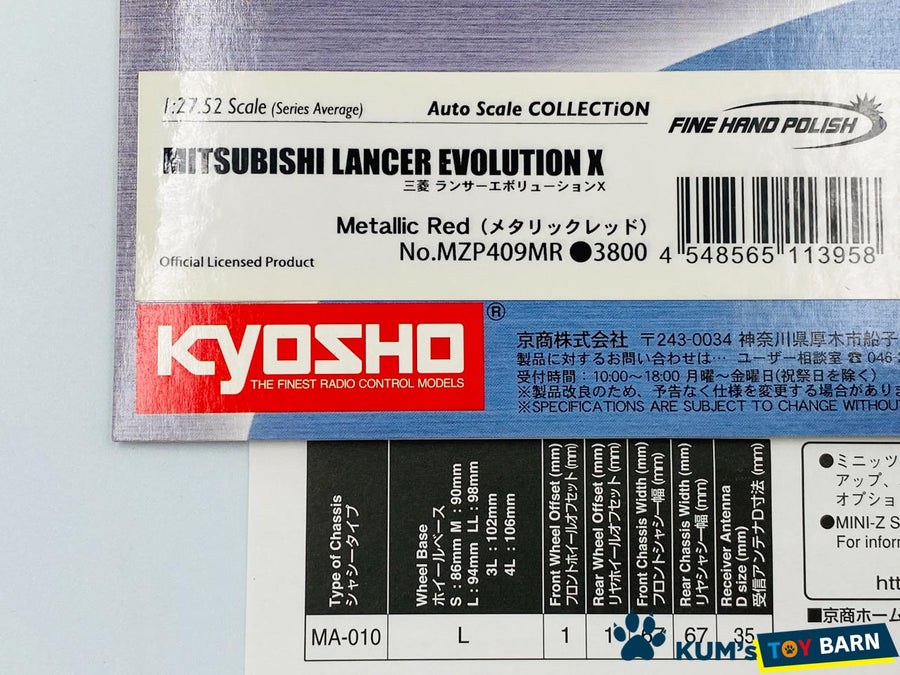 1:27.52 Scale (Series Average)
Auto Scale COLLECTiON
FINE HAND POLISH
MITSUBISHI LANCER EVOLUTION X
三菱 ランサーエボリューションX
Metallic Red（メタリックレッド）
No.MZP409MR ●3800
4 548565 113958
Official Licensed Product
KYOSHO ®
THE FINEST RADIO CONTROL MODELS
京商株式会社 〒243-0034 神奈川県厚木市船子
製品に対するお問い合わせは… ユーザー相談室 ☎ 046-
受付時間：10:00～18:00 月曜～金曜日(祝祭日を除く)
※製品改良のため、予告なく仕様を変更する場合があり
※SPECIFICATIONS ARE SUBJECT TO CHANGE WITHOU
Type of Chassis
シャシータイプ
Wheel Base
ホイールベース
S : 86mm M : 90mm
L : 94mm LL : 98mm
3L : 102mm
4L : 106mm
Front Wheel Offset (mm)
フロントホイールオフセット (mm)
Rear Wheel Offset (mm)
リヤホイールオフセット (mm)
Front Chassis Width (mm)
フロントシャシー幅 (mm)
Rear Chassis Width (mm)
リヤシャシー幅 (mm)
Receiver Antenna
D size (mm)
受信アンテナD寸法 (mm)
MA-010 L 1 1 67 67 35
●ミニッツ
アップ、
オプショ
●MINI-Z S
For inforr
htt
■京商ホーム
KUM's TOY BARN